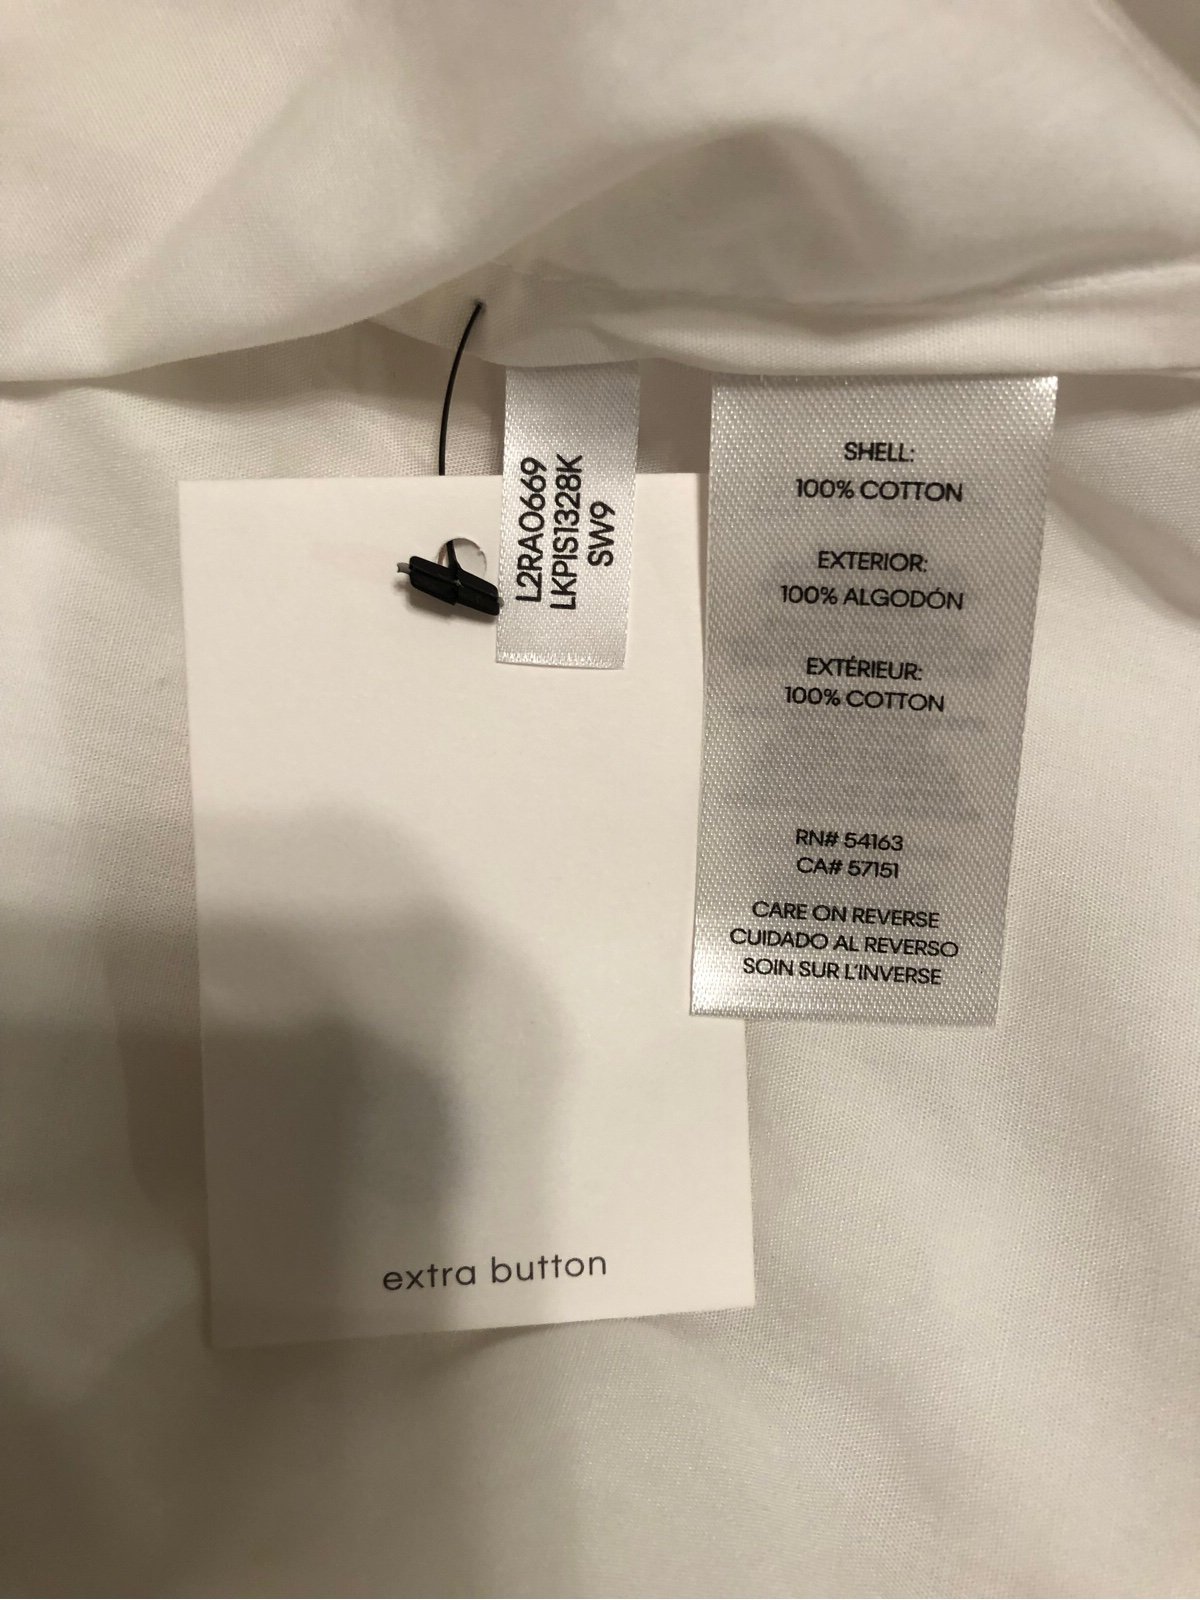 L2RA0669
LKPIS1328K
SW9
SHELL:
100% COTTON
EXTERIOR:
100% ALGODÓN
EXTÉRIEUR:
100% COTTON
RN# 54163
CA# 57151
CARE ON REVERSE
CUIDADO AL REVERSO
SOIN SUR L'INVERSE
extra button